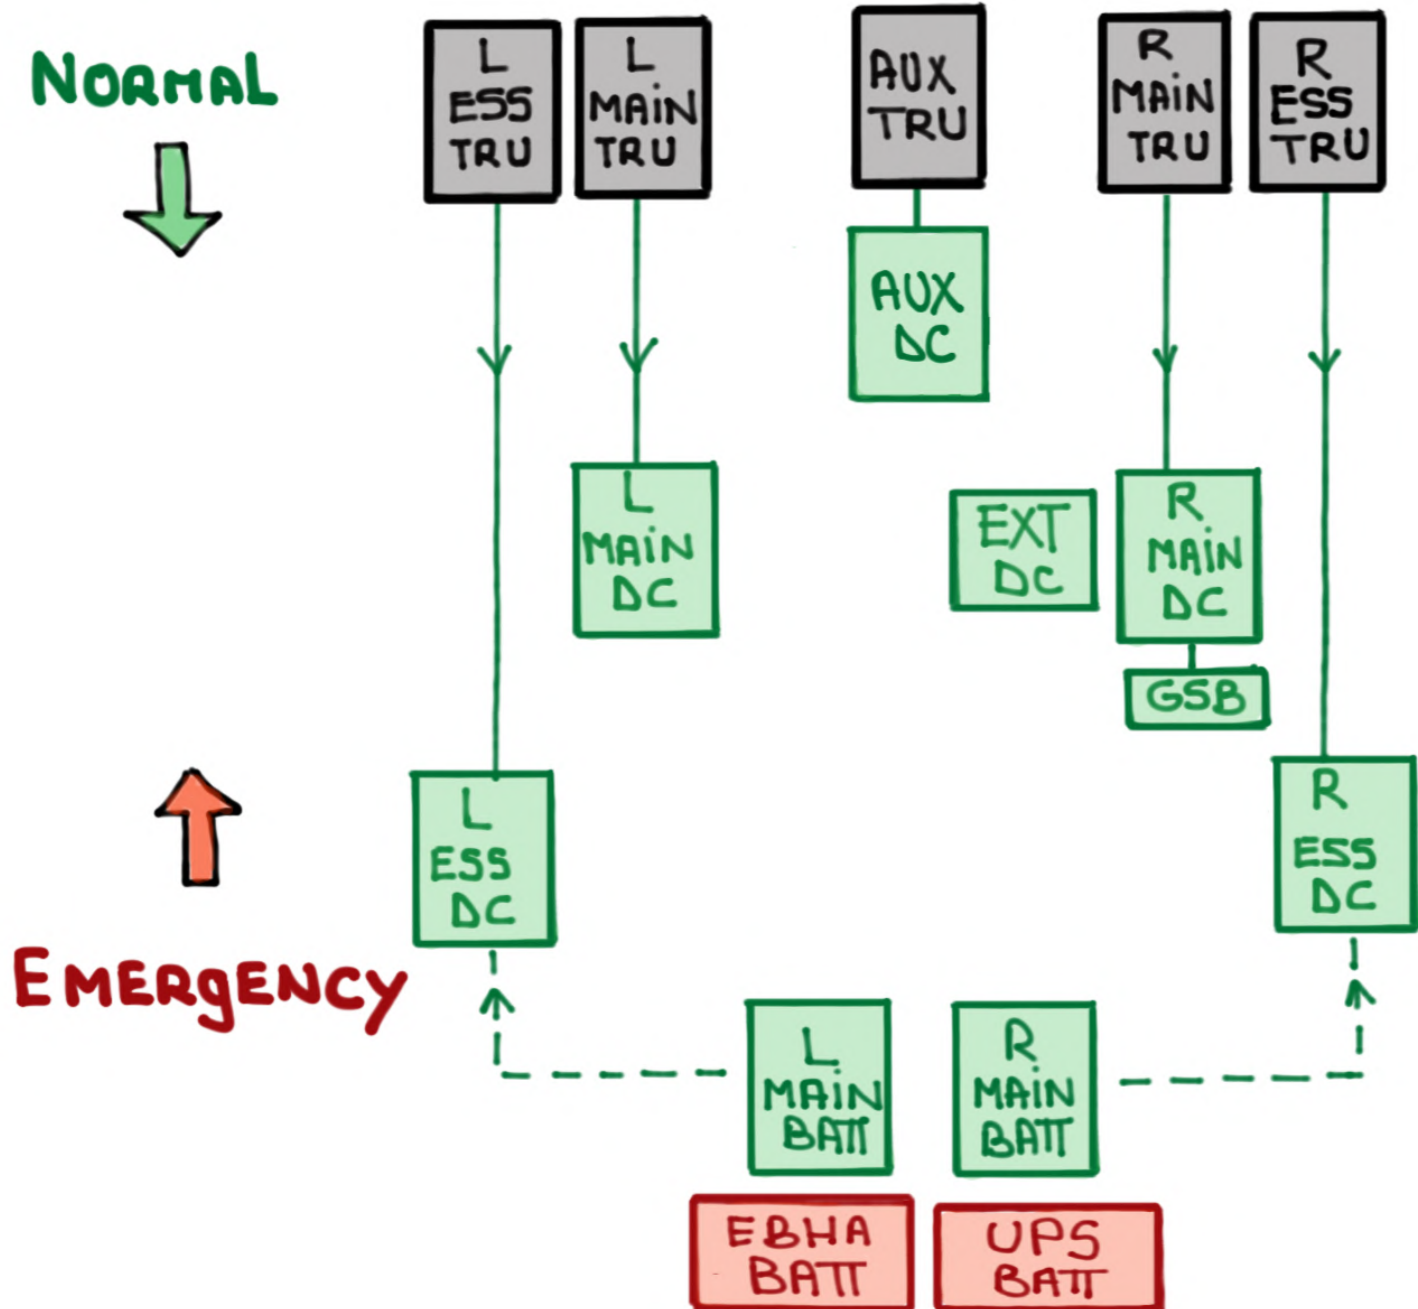 NORMAL
L
ESS
TRU
L
MAiN
TRU
AUX
TRU
R
MAiN
TRU
R
ESS
TRU
AUX
DC
L
MAiN
DC
EXT
DC
R
MAiN
DC
GSB
L
ESS
DC
R
ESS
DC
EMERgENCY
L
MAiN
BATT
R
MAiN
BATT
EBHA
BATT
UPS
BATT